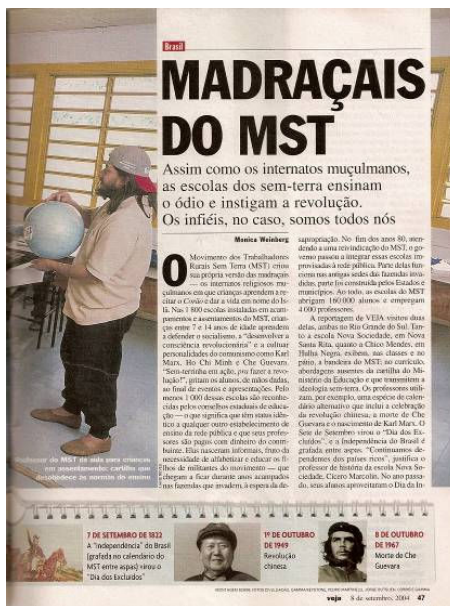 Brasil
MADRAÇAIS
DO MST
Assim como os internatos muçulmanos,
as escolas dos sem-terra ensinam
o ódio e instigam a revolução.
Os infiéis, no caso, somos todos nós
Monica Weinberg
O Movimento dos Trabalhadores
Rurais Sem Terra (MST) criou
sua própria versão das madraçais
— os internatos religiosos mu-
çulmanos em que crianças aprendem a re-
citar o Corão e dar a vida em nome do Is-
lã. Nas 1 800 escolas instaladas em acam-
pamentos e assentamentos do MST, crian-
ças entre 7 e 14 anos de idade aprendem
a defender o socialismo, a "desenvolver a
consciência revolucionária" e a cultuar
personalidades do comunismo como Karl
Marx, Ho Chi Minh e Che Guevara.
"Sem-terrinha em ação, pra fazer a revo-
lução!", gritam os alunos, de mãos dadas,
ao final de eventos e apresentações. Pelo
menos 1 000 dessas escolas são reconhe-
cidas pelos conselhos estaduais de educa-
ção — o que significa que têm status idên-
tico a qualquer outro estabelecimento de
ensino da rede pública e que seus profes-
sores são pagos com dinheiro do contri-
buinte. Elas nasceram informais, fruto da
necessidade de alfabetizar e educar os fi-
lhos de militantes do movimento — que
chegam a ficar durante anos acampados
nas fazendas que invadem, à espera da de-
sapropriação. No fim dos anos 80, aten-
dendo a uma reivindicação do MST, o go-
verno passou a integrar essas escolas im-
provisadas à rede pública. Parte delas fun-
ciona nas antigas sedes das fazendas inva-
didas, parte foi construída pelos Estados e
municípios. Ao todo, as escolas do MST
abrigam 160 000 alunos e empregam
4 000 professores.
A reportagem de VEJA visitou duas
delas, ambas no Rio Grande do Sul. Tan-
to a escola Nova Sociedade, em Nova
Santa Rita, quanto a Chico Mendes, em
Hulha Negra, exibem, nas classes e no
pátio, a bandeira do MST; no currículo,
abordagens ausentes da cartilha do Mi-
nistério da Educação e que transmitem a
ideologia sem-terra. Os professores utili-
zam, por exemplo, uma espécie de calen-
dário alternativo que inclui a celebração
da revolução chinesa, a morte de Che
Guevara e o nascimento de Karl Marx. O
Sete de Setembro virou o "Dia dos Ex-
cluídos", e a Independência do Brasil é
grafada entre aspas. "Continuamos de-
pendentes dos países ricos", justifica o
professor de história da escola Nova So-
ciedade, Cícero Marcolin. No ano passa-
do, seus alunos aproveitaram o Dia da In-
Professor do MST dá aula para crianças
em assentamento: cartilha que
desobedece às normas de ensino
7 DE SETEMBRO DE 1822
A "independência" do Brasil
(grafada no calendário do
MST entre aspas) virou o
"Dia dos Excluídos"
1º DE OUTUBRO
DE 1949
Revolução
chinesa
8 DE OUTUBRO
DE 1967
Morte de Che
Guevara
veja 8 de setembro, 2004 47